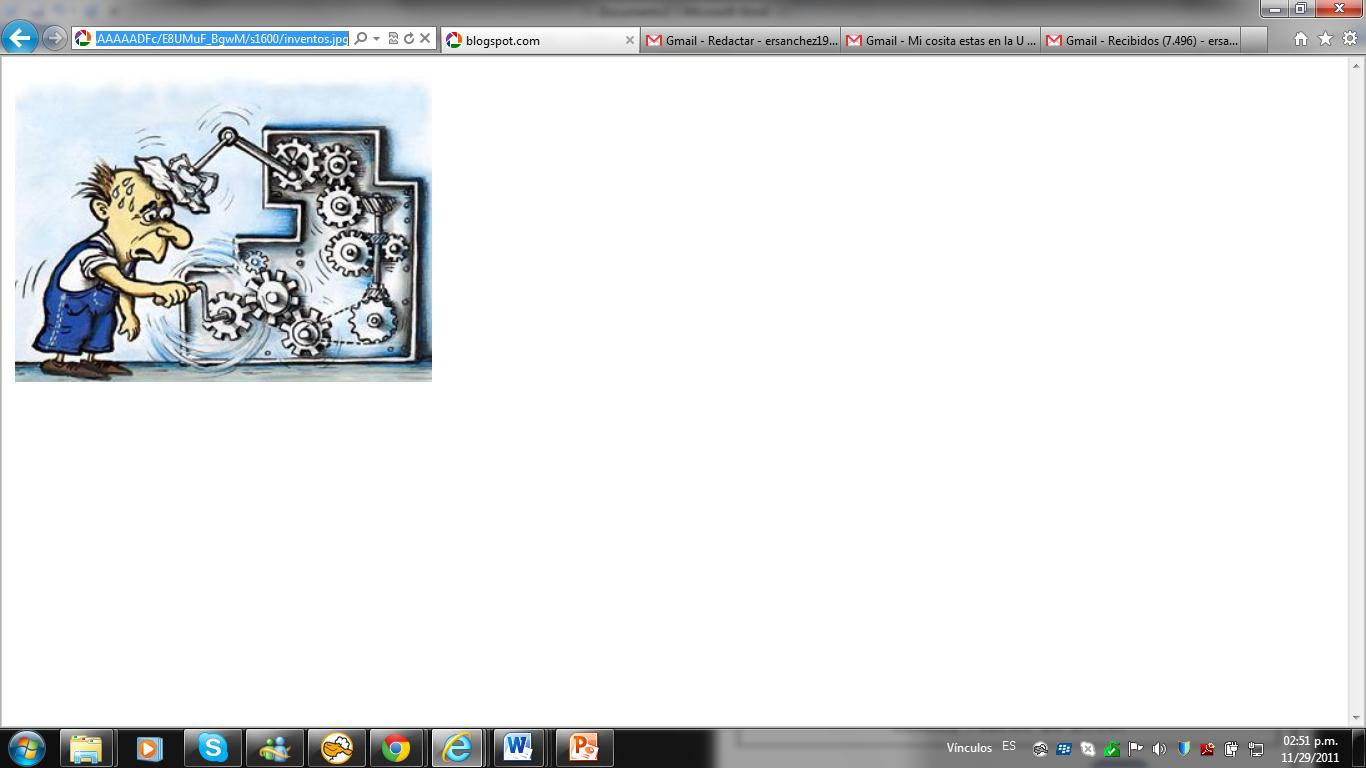 AAAAADFc/E8UMuF_BgwM/s1600/inventos.jpg
blogspot.com
Gmail - Redactar - ersanchez19...
Gmail - Mi cosita estas en la U ...
Gmail - Recibidos (7.496) - ersa...
Vínculos
ES
02:51 p.m.
11/29/2011